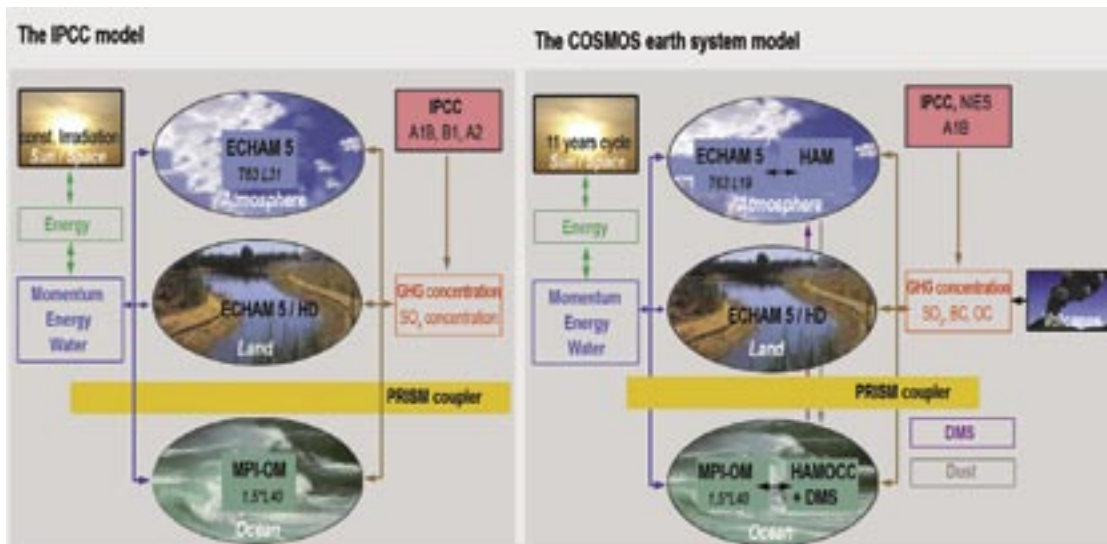 The IPCC model
const. Irradiation
Sun / Space
Energy
Momentum
Energy
Water
ECHAM 5
T63 L31
Atmosphere
ECHAM 5 / HD
Land
IPCC
A1B, B1, A2
GHG concentration
SO₄ concentration
PRISM coupler
MPI-OM
1,5°L40
Ocean
The COSMOS earth system model
11 years cycle
Sun / Space
Energy
Momentum
Energy
Water
ECHAM 5
T63 L19
HAM
Atmosphere
ECHAM 5 / HD
Land
IPCC, NIES
A1B
GHG concentration
BC, OC
PRISM coupler
MPI-OM
1,5°L40
HAMOCC
+ DMS
Ocean
DMS
Dust